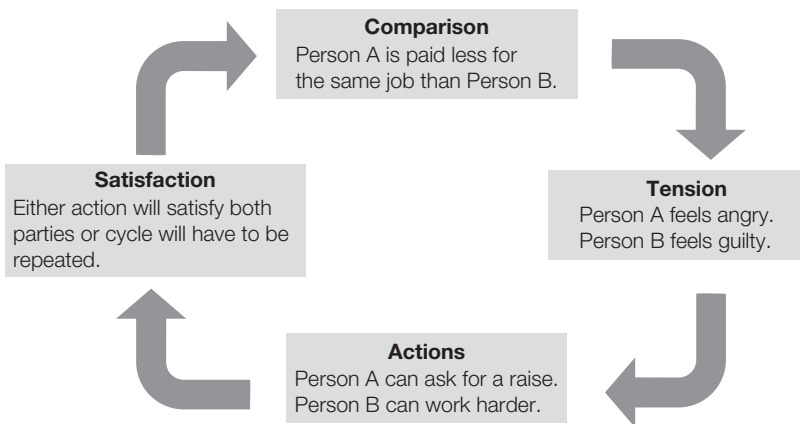 Comparison
Person A is paid less for
the same job than Person B.
Tension
Person A feels angry.
Person B feels guilty.
Actions
Person A can ask for a raise.
Person B can work harder.
Satisfaction
Either action will satisfy both
parties or cycle will have to be
repeated.